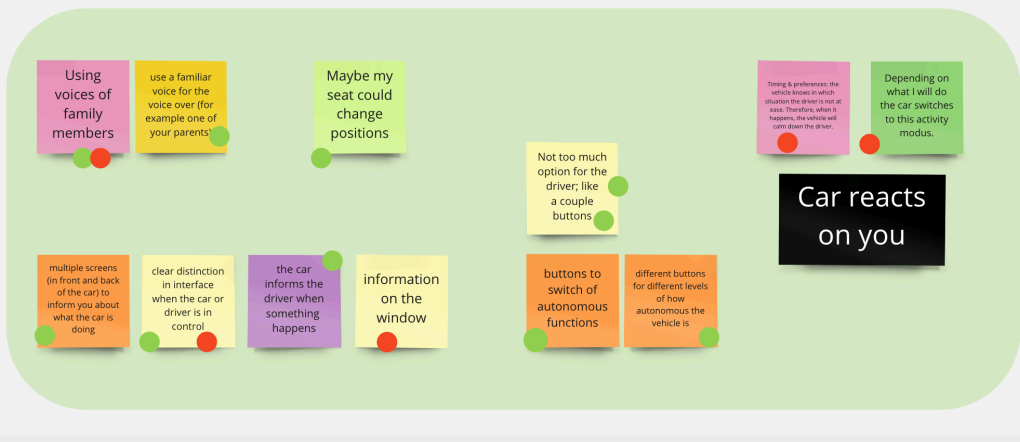 Using
voices of
family
members
use a familiar
voice for the
voice over (for
example one of
your parents)
Maybe my
seat could
change
positions
Timing & preferences: the
vehicle knows in which
situation the driver is not at
ease. Therefore, when it
happens, the vehicle will
calm down the driver.
Depending on
what I will do
the car switches
to this activity
modus.
Not too much
option for the
driver; like
a couple
buttons
Car reacts
on you
multiple screens
(in front and back
of the car) to
inform you about
what the car is
doing
clear distinction
in interface
when the car or
driver is in
control
the car
informs the
driver when
something
happens
information
on the
window
buttons to
switch of
autonomous
functions
different buttons
for different levels
of how
autonomous the
vehicle is